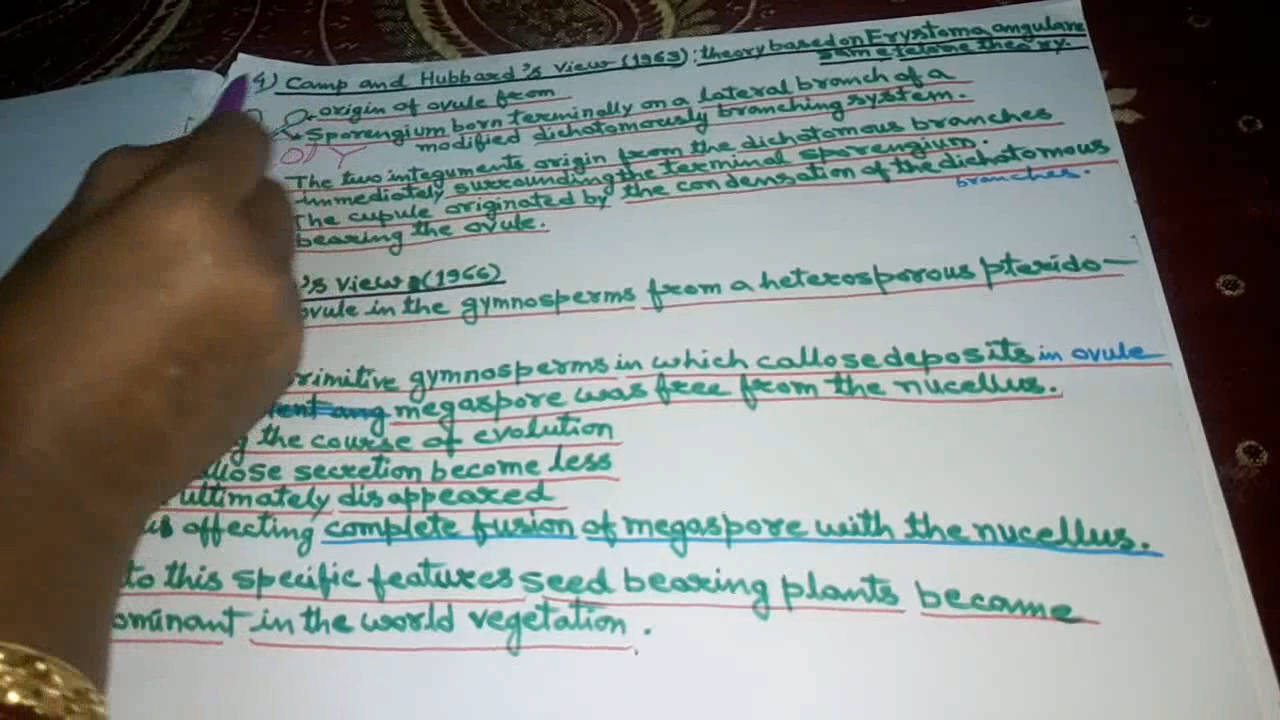 4) Camp and Hubbard's View (1963): theory based on Erystoma angulare
same telome theory.
origin of ovule from
Sporengium born terminally on a lateral branch of a
modified dichotomously branching system.
The two integuments origin from the dichotomous branches
immediately surrounding the terminal sporengium.
The cupule originated by the condensation of the dichotomous
branches.
bearing the ovule.
's View (1966)
ovule in the gymnosperms from a heterosporous pterido-
rimitive gymnosperms in which callose deposits in ovule
megaspore was free from the nucellus.
the course of evolution
secretion become less
ultimately disappeared
affecting complete fusion of megaspore with the nucellus.
to this specific features seed bearing plants became
ominant in the world vegetation.